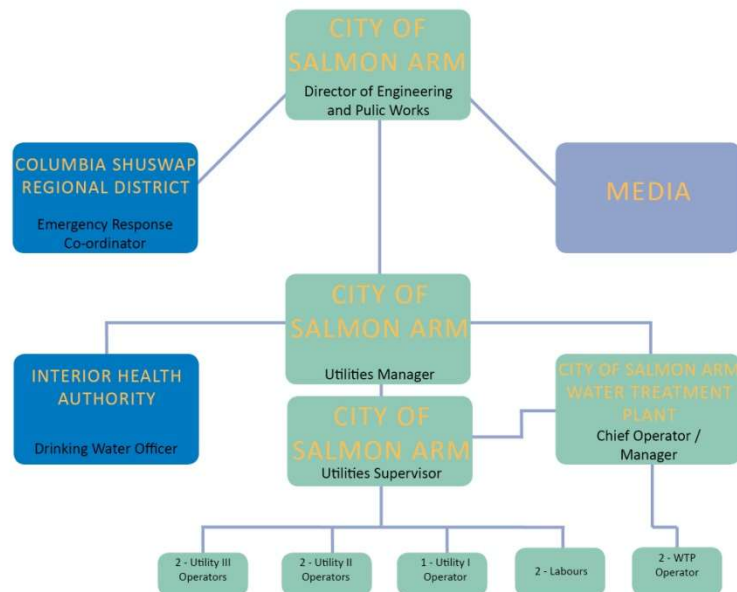 CITY OF
SALMON ARM
Director of Engineering
and Pulic Works
COLUMBIA SHUSWAP
REGIONAL DISTRICT
Emergency Response
Co-ordinator
MEDIA
CITY OF
SALMON ARM
Utilities Manager
INTERIOR HEALTH
AUTHORITY
Drinking Water Officer
CITY OF SALMON ARM
WATER TREATMENT
PLANT
Chief Operator /
Manager
CITY OF
SALMON ARM
Utilities Supervisor
2 - Utility III
Operators
2 - Utility II
Operators
1 - Utility I
Operator
2 - Labours
2 - WTP
Operator